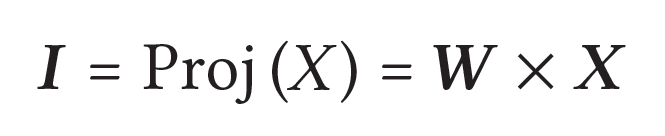 I = Proj (X) = W × X